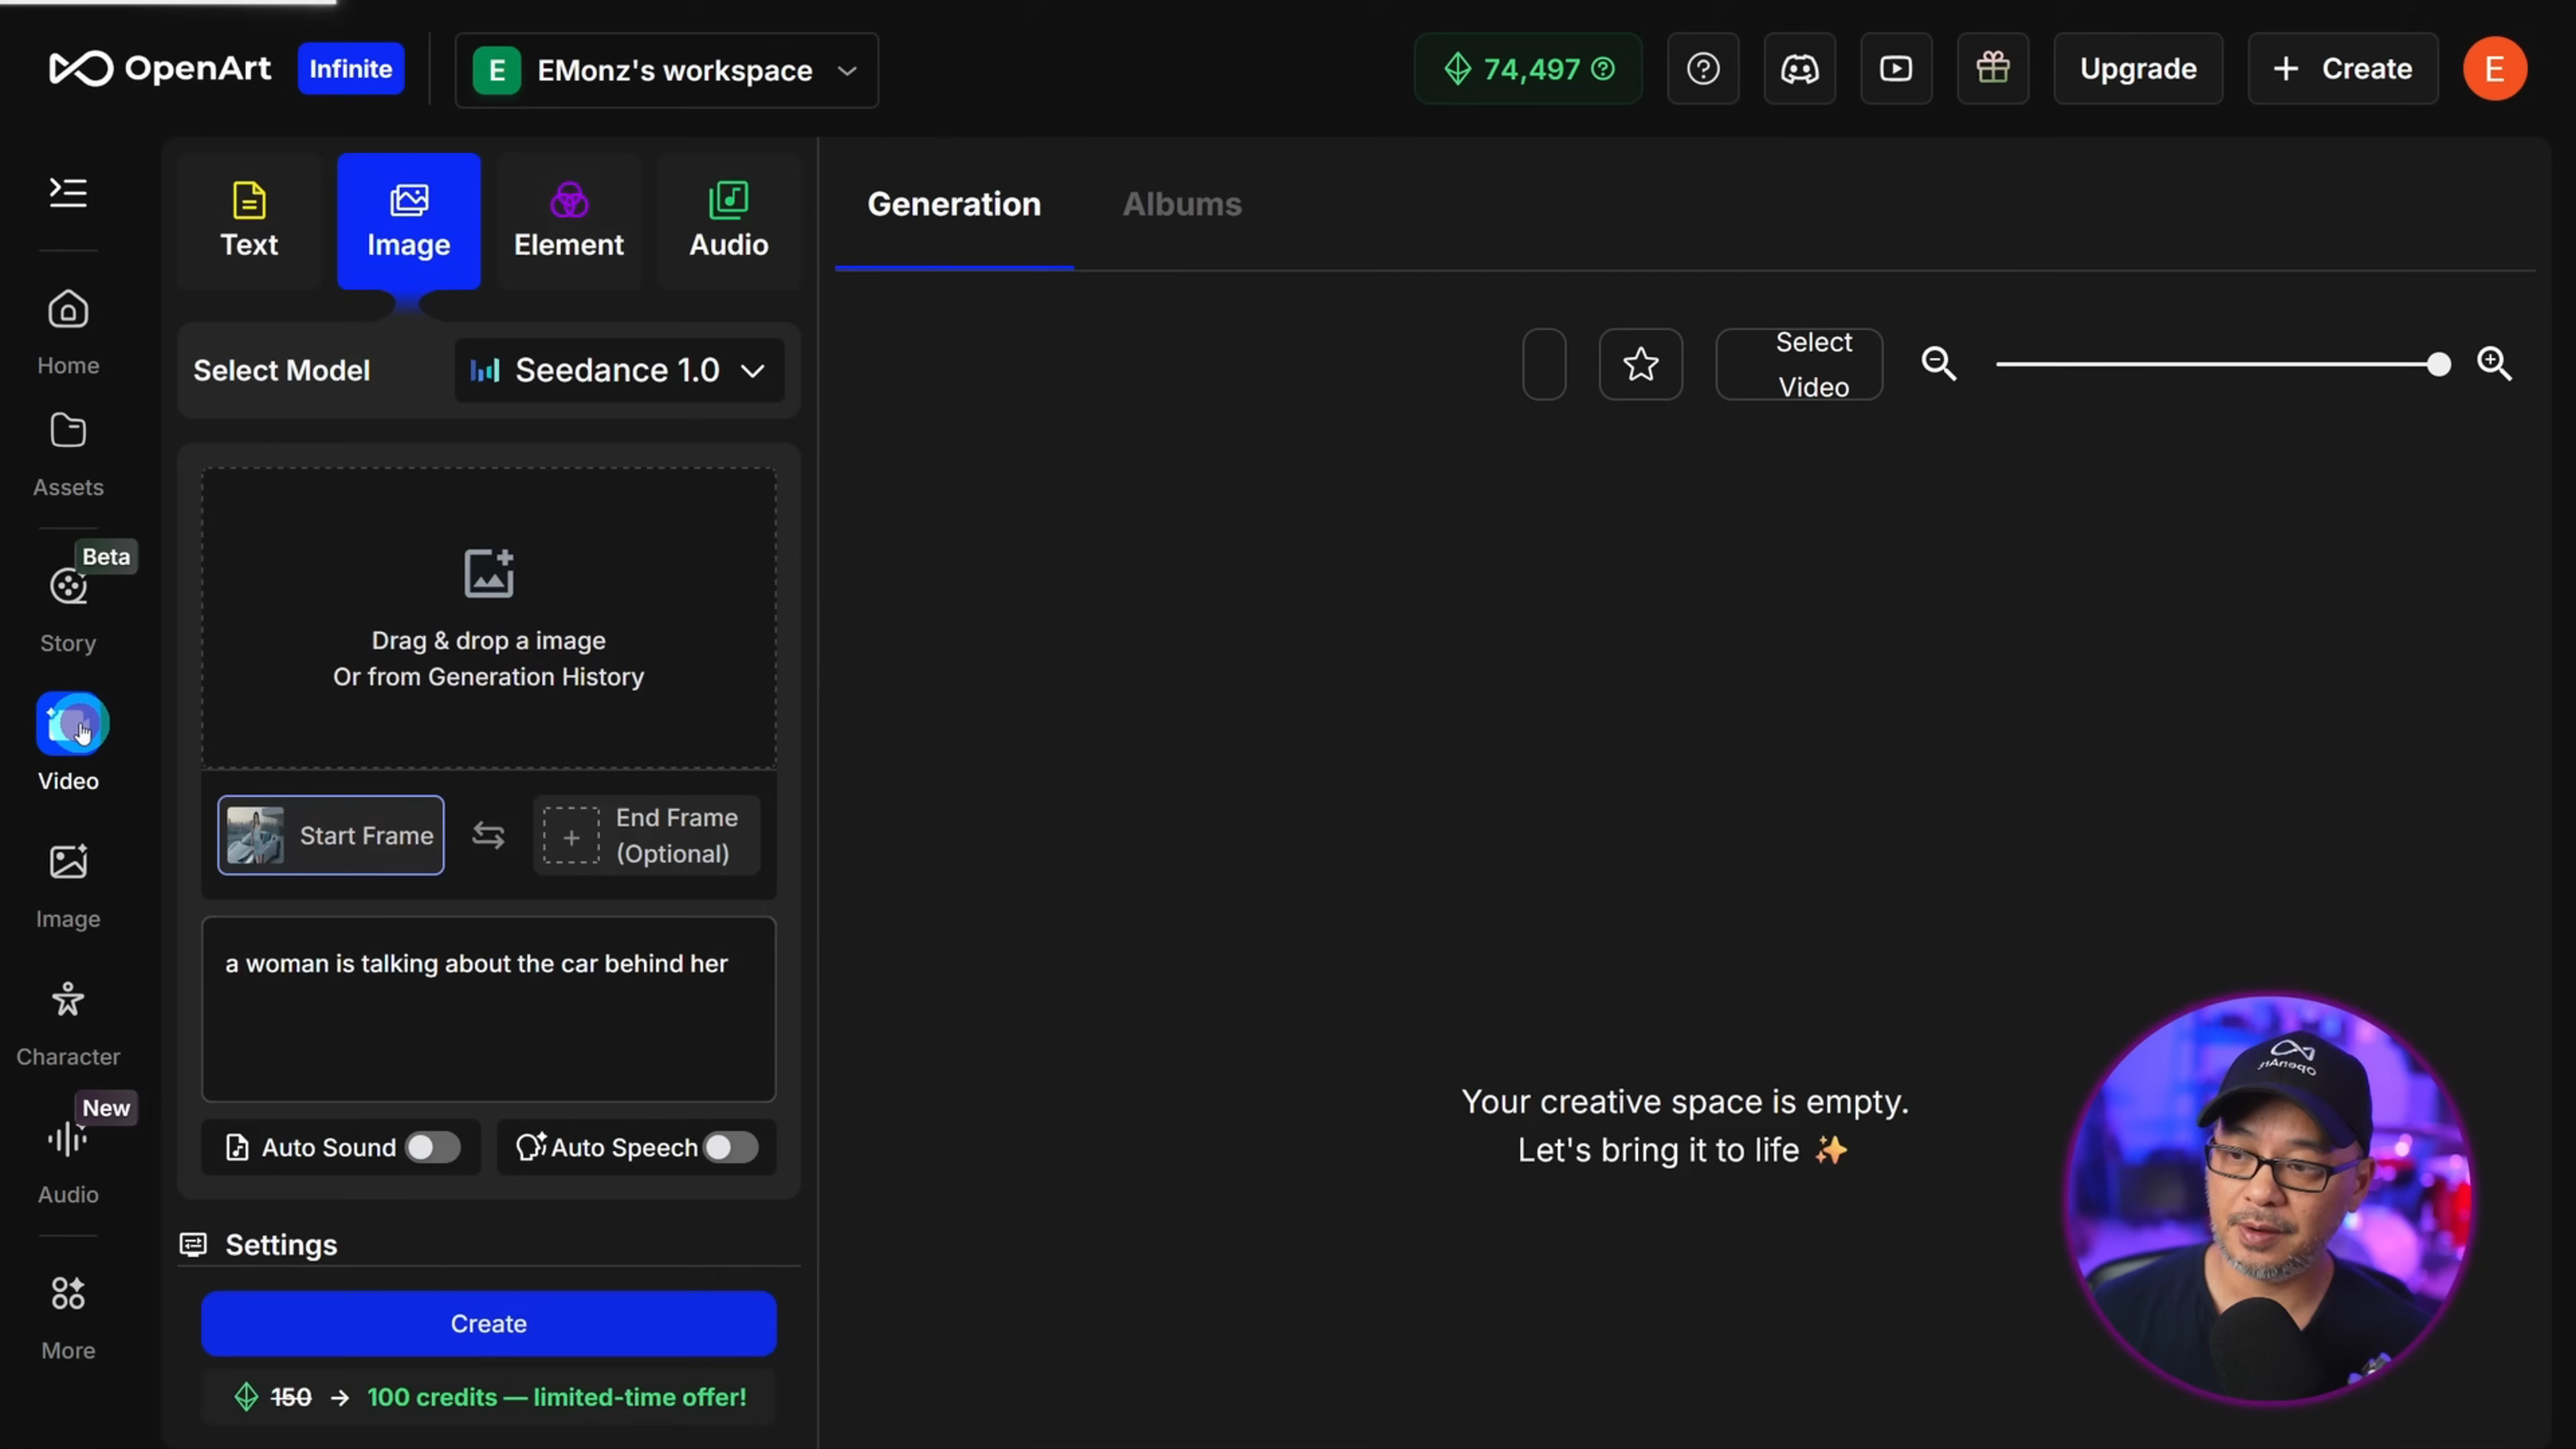 OpenArt
Infinite
E
EMonz's workspace
74,497
Upgrade
+ Create
E
Home
Assets
Beta
Story
Video
Image
Character
New
Audio
More
Text
Image
Element
Audio
Select Model
Seedance 1.0
Drag & drop a image
Or from Generation History
Start Frame
End Frame
(Optional)
a woman is talking about the car behind her
Auto Sound
Auto Speech
Settings
Create
150 → 100 credits — limited-time offer!
Generation
Albums
Select
Video
Your creative space is empty.
Let's bring it to life ✨
OpenArt